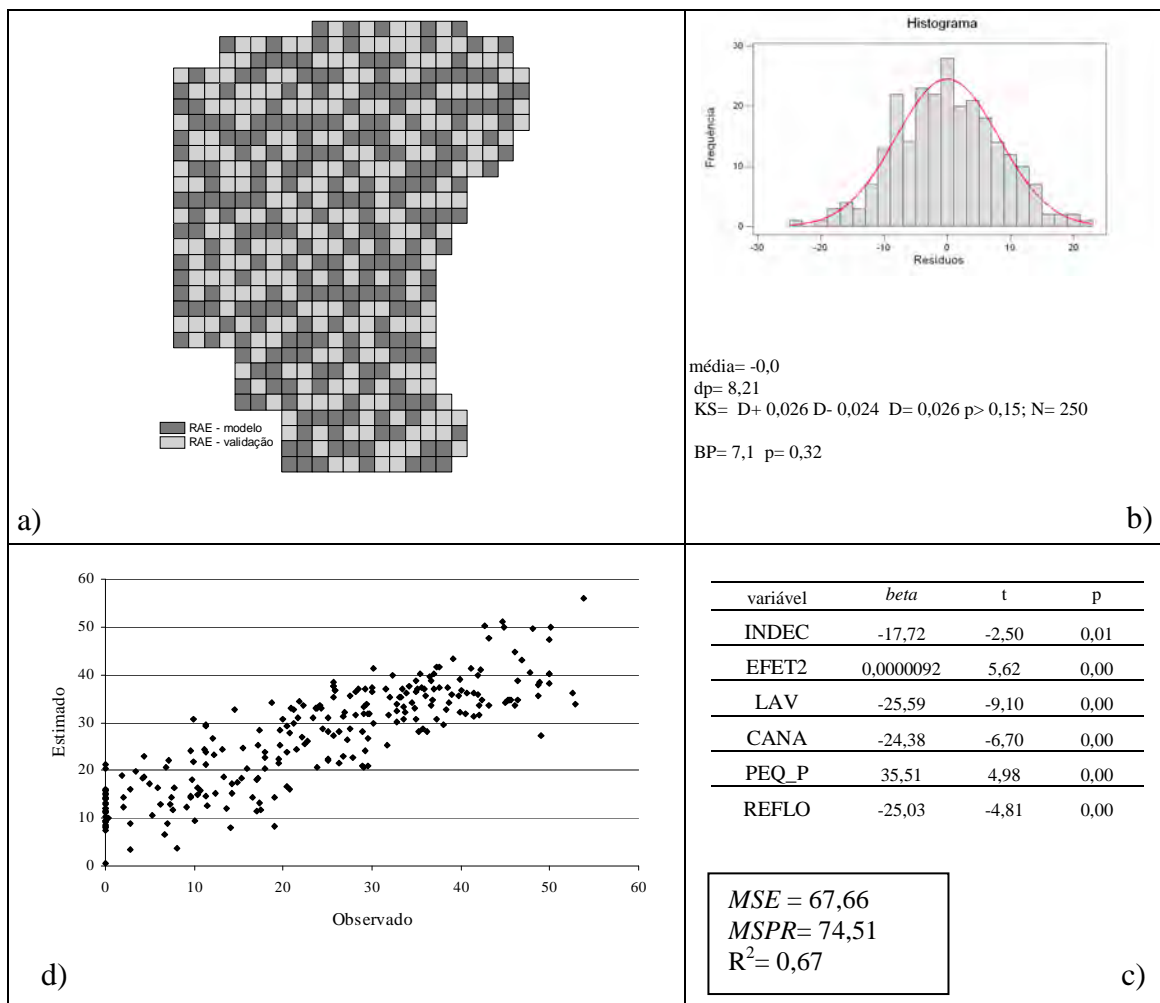 RAE - modelo
RAE - validação
a)
Histograma
Frequência
30
20
10
0
-30
-20
-10
0
10
20
Resíduos
média= -0,0
dp= 8,21
KS= D+ 0,026 D- 0,024 D= 0,026 p> 0,15; N= 250
BP= 7,1 p= 0,32
b)
Estimado
60
50
40
30
20
10
0
0
10
20
30
40
50
60
Observado
d)
variável beta t p
INDEC -17,72 -2,50 0,01
EFET2 0,0000092 5,62 0,00
LAV -25,59 -9,10 0,00
CANA -24,38 -6,70 0,00
PEQ_P 35,51 4,98 0,00
REFLO -25,03 -4,81 0,00
MSE = 67,66
MSPR= 74,51
R²= 0,67
c)